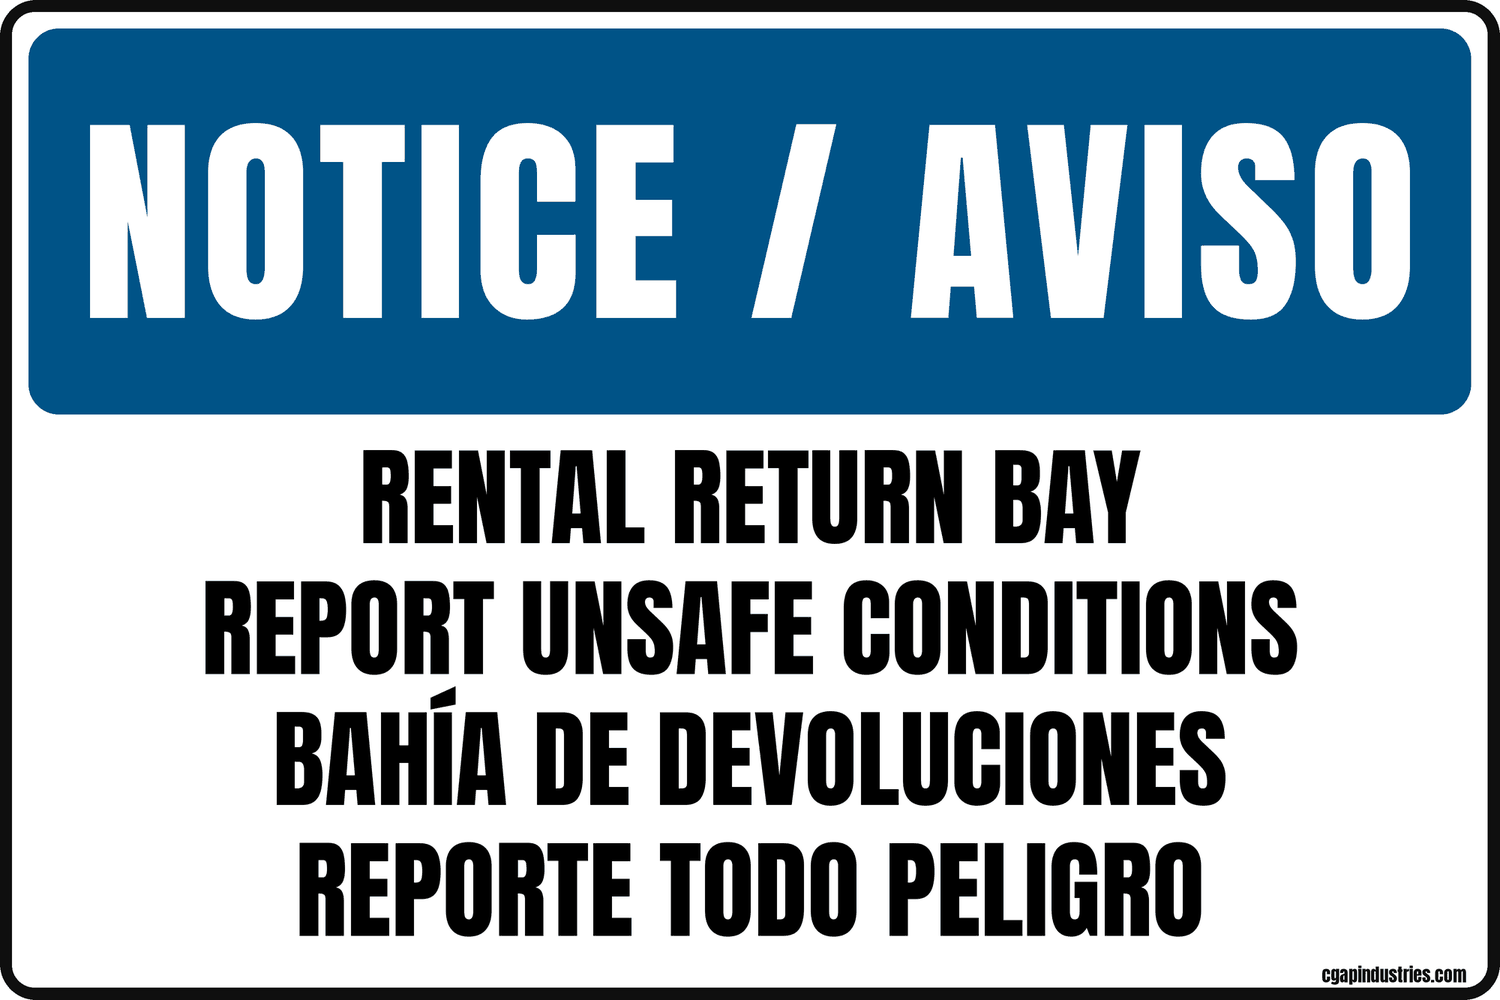 NOTICE / AVISO
RENTAL RETURN BAY
REPORT UNSAFE CONDITIONS
BAHÍA DE DEVOLUCIONES
REPORTE TODO PELIGRO
cgapindustries.com